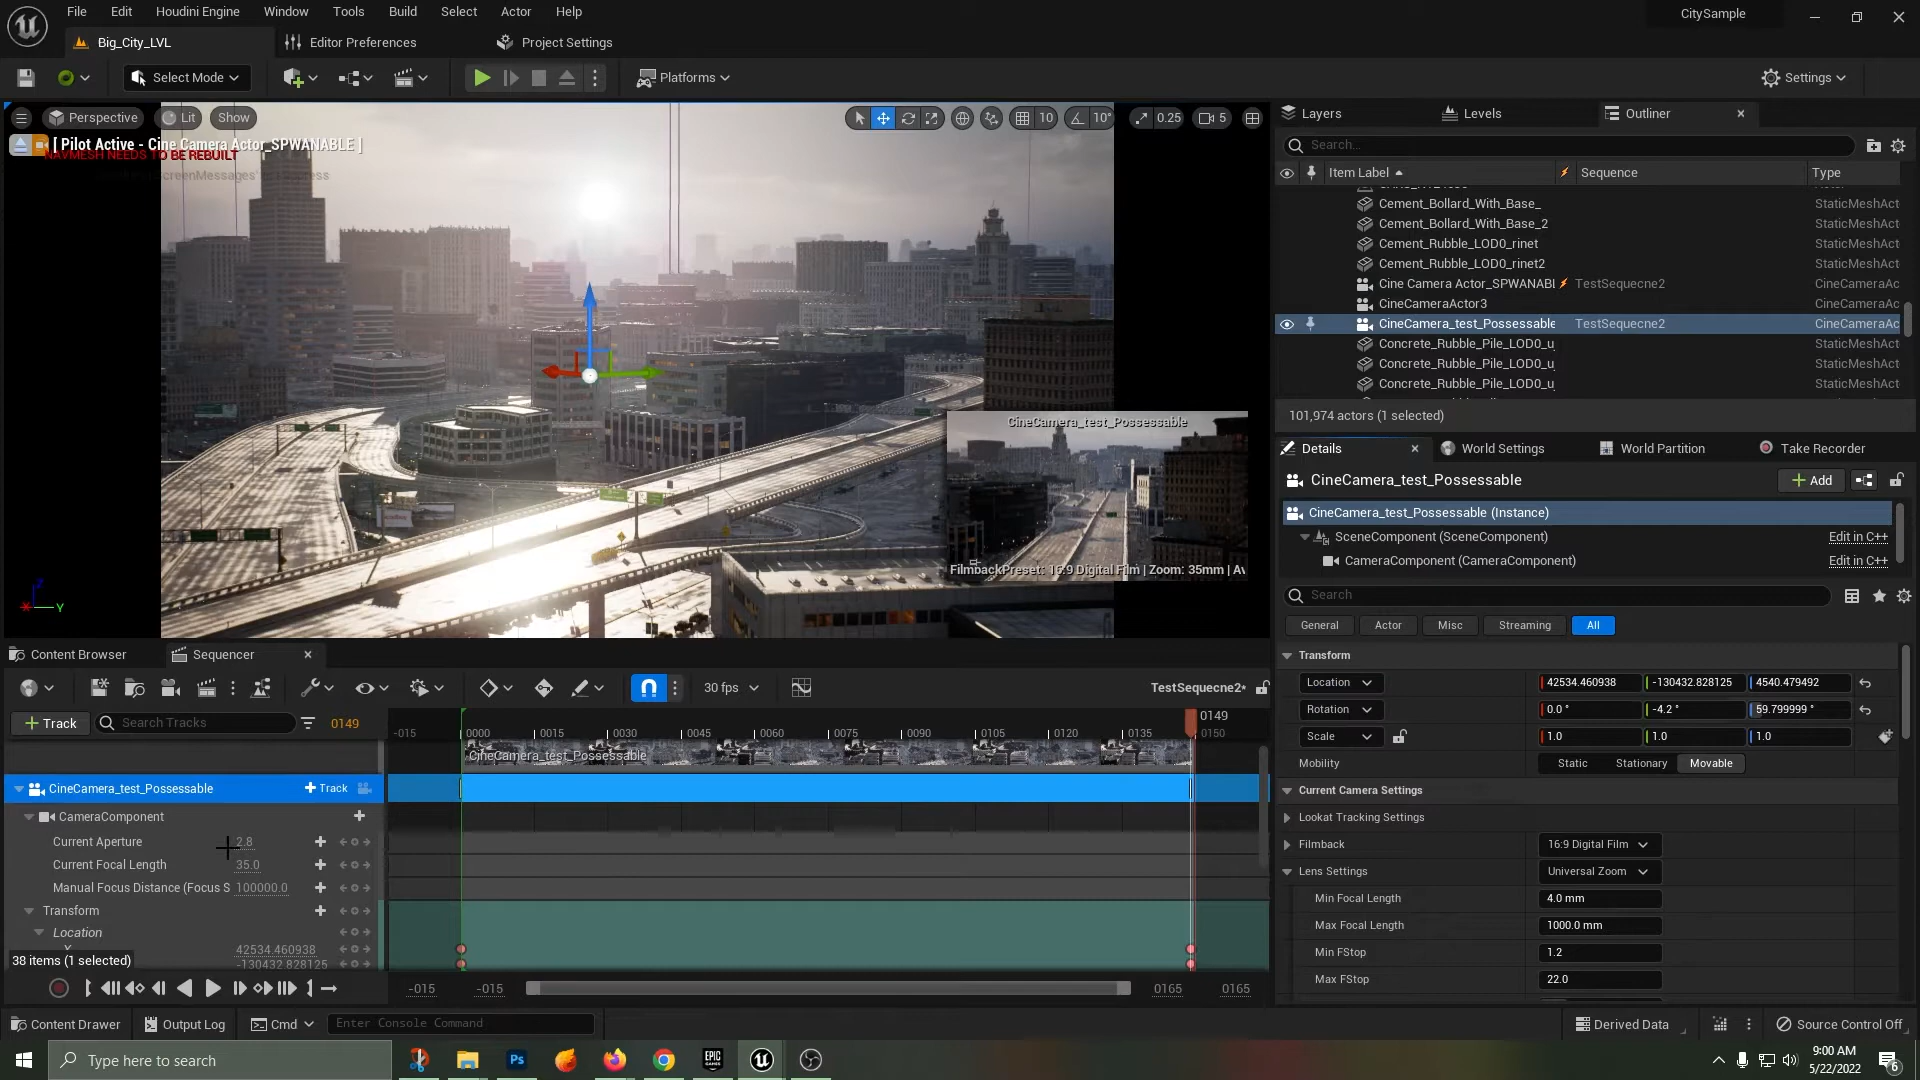 File Edit View Houdini Engine Window Tools Build Select Actor Help
CitySample
Big_City_LVL
Editor Preferences
Project Settings
Select Mode
Platforms
Settings
Perspective
Lit
Show
10
10°
0.25
5
[ Pilot Active - Cine Camera Actor_SPWANABLE ]
NAVMESH NEEDS TO BE REBUILT
CineCamera_test_Possessable
FilmbackPreset: 16:9 Digital Film | Zoom: 35mm | Av
Z
Y
Layers
Levels
Outliner
Search...
Item Label
Sequence
Type
Cement_Bollard_With_Base_
StaticMeshAct
Cement_Bollard_With_Base_2
StaticMeshAct
Cement_Rubble_LOD0_rinet
StaticMeshAct
Cement_Rubble_LOD0_rinet2
StaticMeshAct
Cine Camera Actor_SPWANABL
TestSequecne2
CineCameraAc
CineCameraActor3
CineCameraAc
CineCamera_test_Possessable
TestSequecne2
CineCameraAc
Concrete_Rubble_Pile_LOD0_u
StaticMeshAct
Concrete_Rubble_Pile_LOD0_u
StaticMeshAct
Concrete_Rubble_Pile_LOD0_u
StaticMeshAct
101,974 actors (1 selected)
Details
World Settings
World Partition
Take Recorder
CineCamera_test_Possessable
Add
CineCamera_test_Possessable (Instance)
SceneComponent (SceneComponent)
Edit in C++
CameraComponent (CameraComponent)
Edit in C++
Search
General
Actor
Misc
Streaming
All
Transform
Location
42534.460938
-130432.828125
4540.479492
Rotation
0.0 °
-4.2 °
59.799999 °
Scale
1.0
1.0
1.0
Mobility
Static
Stationary
Movable
Current Camera Settings
Lookat Tracking Settings
Filmback
16:9 Digital Film
Lens Settings
Universal Zoom
Min Focal Length
4.0 mm
Max Focal Length
1000.0 mm
Min FStop
1.2
Max FStop
22.0
Content Browser
Sequencer
30 fps
TestSequecne2*
Track
Search Tracks
0149
-015
0000
0015
0030
0045
0060
0075
0090
0105
0120
0135
0149
0150
CineCamera_test_Possessable
CineCamera_test_Possessable
Track
CameraComponent
Current Aperture
2.8
Current Focal Length
35.0
Manual Focus Distance (Focus S
100000.0
Transform
Location
X
42534.460938
-130432.828125
38 items (1 selected)
-015
-015
0165
0165
Content Drawer
Output Log
Cmd
Enter Console Command
Derived Data
Source Control Off
Type here to search
Ps
EPIC
GAMES
9:00 AM
5/22/2022
6